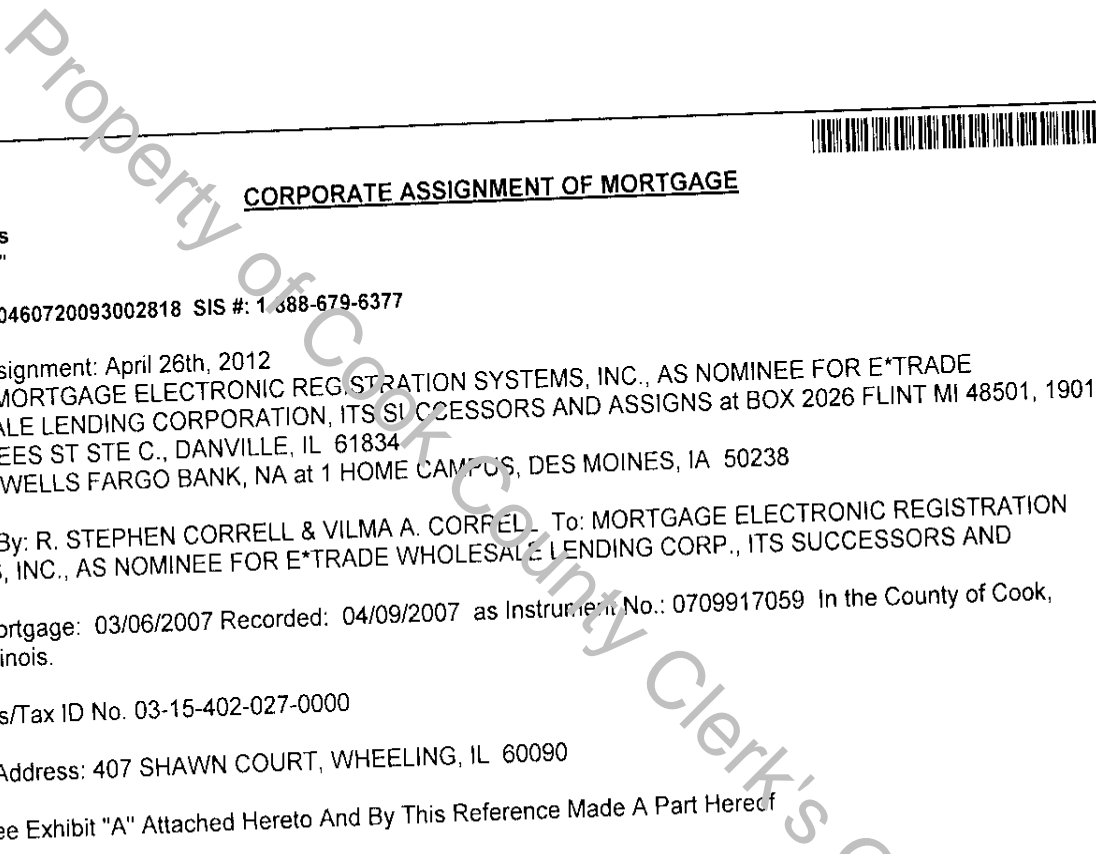 CORPORATE ASSIGNMENT OF MORTGAGE
s
"
0460720093002818 SIS #: 1-888-679-6377
signment: April 26th, 2012
MORTGAGE ELECTRONIC REGISTRATION SYSTEMS, INC., AS NOMINEE FOR E*TRADE
ALE LENDING CORPORATION, ITS SUCCESSORS AND ASSIGNS at BOX 2026 FLINT MI 48501, 1901
EES ST STE C., DANVILLE, IL 61834
WELLS FARGO BANK, NA at 1 HOME CAMPUS, DES MOINES, IA 50238
By: R. STEPHEN CORRELL & VILMA A. CORRELL To: MORTGAGE ELECTRONIC REGISTRATION
S, INC., AS NOMINEE FOR E*TRADE WHOLESALE LENDING CORP., ITS SUCCESSORS AND
ortgage: 03/06/2007 Recorded: 04/09/2007 as Instrument No.: 0709917059 In the County of Cook,
inois.
s/Tax ID No. 03-15-402-027-0000
Address: 407 SHAWN COURT, WHEELING, IL 60090
ee Exhibit "A" Attached Hereto And By This Reference Made A Part Hereof
Property of Cook County Clerk's